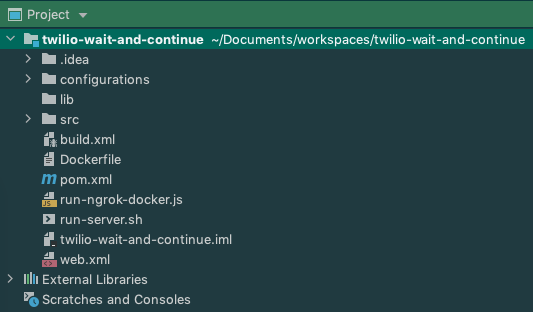 Project
twilio-wait-and-continue ~/Documents/workspaces/twilio-wait-and-continue
.idea
configurations
lib
src
build.xml
Dockerfile
pom.xml
run-ngrok-docker.js
run-server.sh
twilio-wait-and-continue.iml
web.xml
External Libraries
Scratches and Consoles